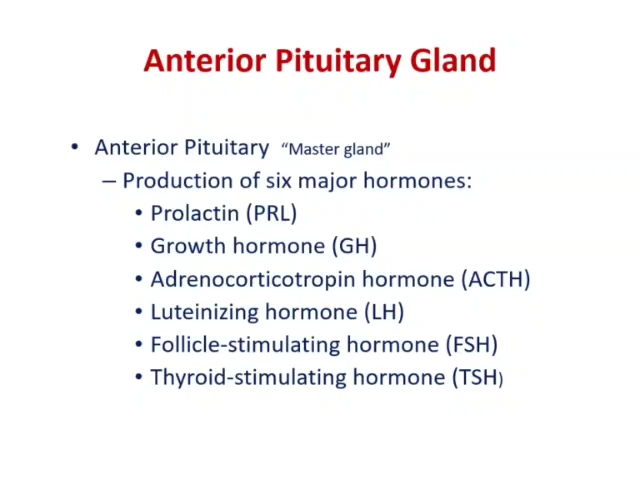 Anterior Pituitary Gland
• Anterior Pituitary “Master gland”
– Production of six major hormones:
• Prolactin (PRL)
• Growth hormone (GH)
• Adrenocorticotropin hormone (ACTH)
• Luteinizing hormone (LH)
• Follicle-stimulating hormone (FSH)
• Thyroid-stimulating hormone (TSH)